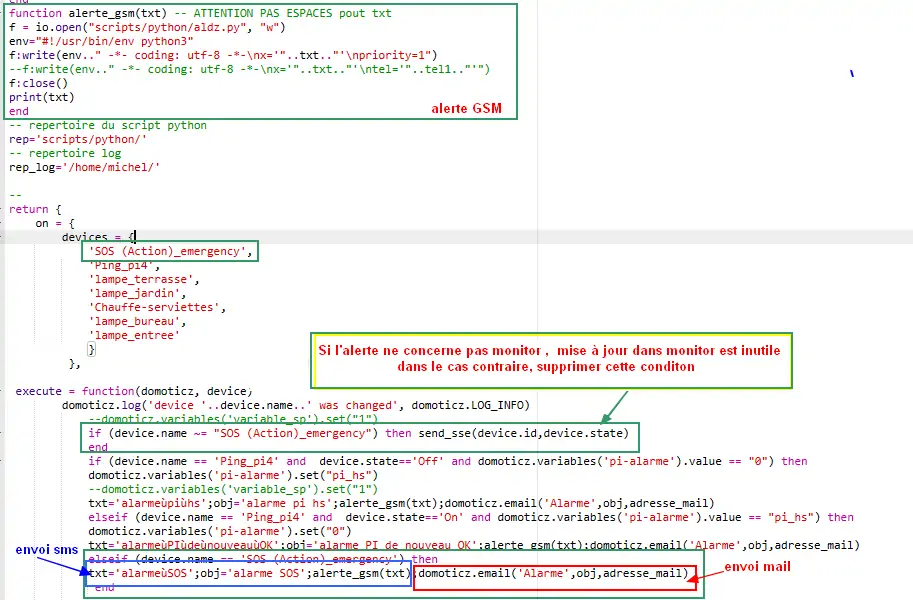 function alerte_gsm(txt) -- ATTENTION PAS ESPACES pout txt
f = io.open("scripts/python/aldz.py", "w")
env="#!/usr/bin/env python3"
f:write(env.." -*- coding: utf-8 -*-\nx='"..txt.."'\npriority=1")
--f:write(env.." -*- coding: utf-8 -*-\nx='"..txt.."'\ntel='"..tel1.."'")
f:close()
print(txt)
end
alerte GSM
-- repertoire du script python
rep='scripts/python/'
-- repertoire log
rep_log='/home/michel/'
--
return {
on = {
devices = {
'SOS (Action)_emergency',
'Ping_pi4',
'lampe_terrasse',
'lampe_jardin',
'Chauffe-serviettes',
'lampe_bureau',
'lampe_entree'
}
},
Si l'alerte ne concerne pas monitor , mise à jour dans monitor est inutile
dans le cas contraire, supprimer cette conditon
execute = function(domoticz, device)
domoticz.log('device '..device.name..' was changed', domoticz.LOG_INFO)
--domoticz.variables('variable_sp').set("1")
if (device.name ~= "SOS (Action)_emergency") then send_sse(device.id,device.state)
end
if (device.name == 'Ping_pi4' and  device.state=='Off' and domoticz.variables('pi-alarme').value == "0") then
domoticz.variables('pi-alarme').set("pi_hs")
--domoticz.variables('variable_sp').set("1")
txt='alarmeùpiùhs';obj='alarme pi hs';alerte_gsm(txt);domoticz.email('Alarme',obj,adresse_mail)
elseif (device.name == 'Ping_pi4' and  device.state=='On' and domoticz.variables('pi-alarme').value == "pi_hs") then
domoticz.variables('pi-alarme').set("0")
txt='alarmeùPIùdeùnouveauùOK';obj='alarme PI de nouveau OK';alerte_gsm(txt);domoticz.email('Alarme',obj,adresse_mail)
envoi sms
elseif (device.name == 'SOS (Action)_emergency') then
txt='alarmeùSOS';obj='alarme SOS';alerte_gsm(txt);domoticz.email('Alarme',obj,adresse_mail)
envoi mail
end